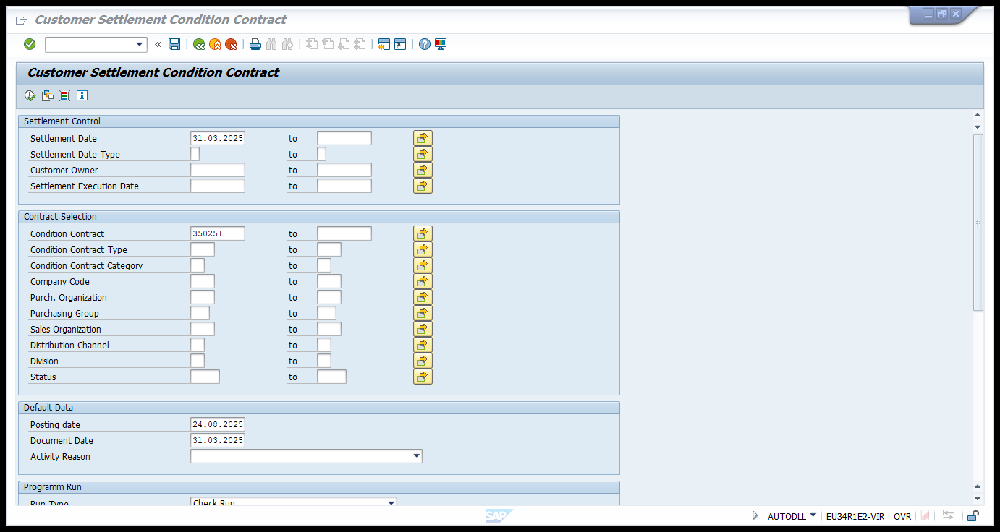 Customer Settlement Condition Contract
Customer Settlement Condition Contract
Settlement Control
Settlement Date 31.03.2025 to
Settlement Date Type to
Customer Owner to
Settlement Execution Date to
Contract Selection
Condition Contract 350251 to
Condition Contract Type to
Condition Contract Category to
Company Code to
Purch. Organization to
Purchasing Group to
Sales Organization to
Distribution Channel to
Division to
Status to
Default Data
Posting date 24.08.2025
Document Date 31.03.2025
Activity Reason
Programm Run
Run Type Check Run
SAP AUTODLL EU34R1E2-VIR OVR